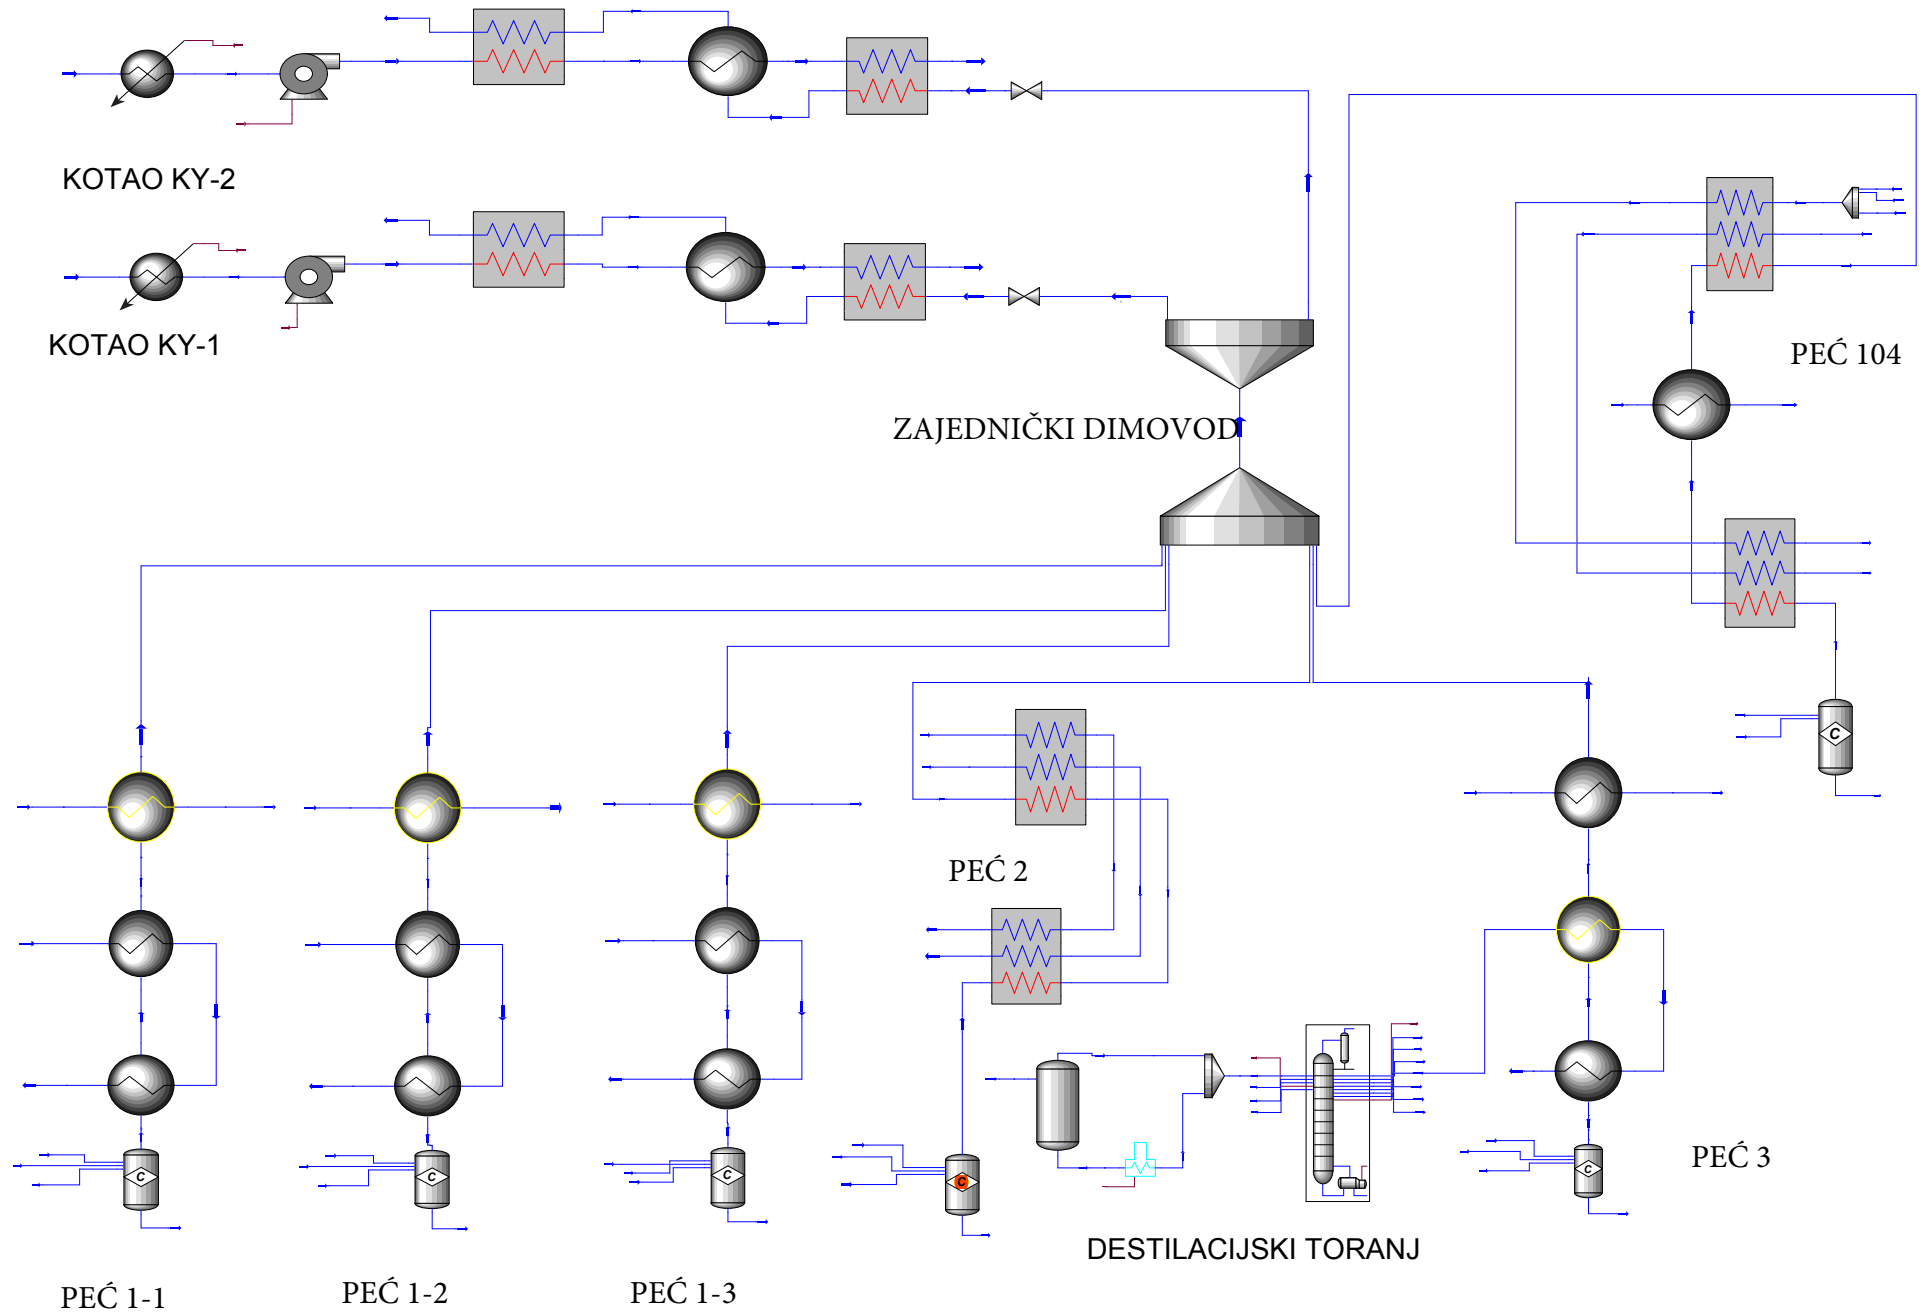 KOTAO KY-2
KOTAO KY-1
PEĆ 104
ZAJEDNIČKI DIMOVOD
C
PEĆ 2
PEĆ 3
C
C
C
C
C
DESTILACIJSKI TORANJ
PEĆ 1-1
PEĆ 1-2
PEĆ 1-3